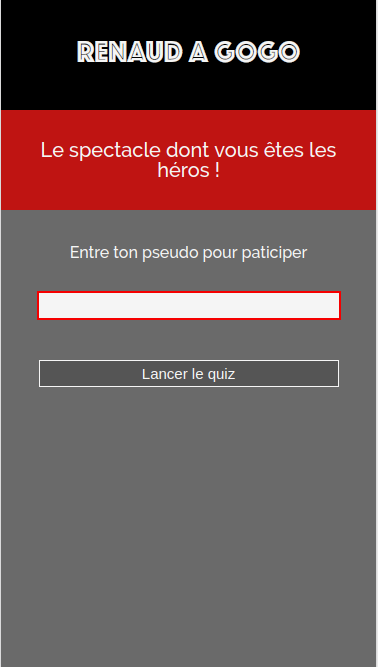 RENAUD A GOGO
Le spectacle dont vous êtes les
héros !
Entre ton pseudo pour paticiper
Lancer le quiz